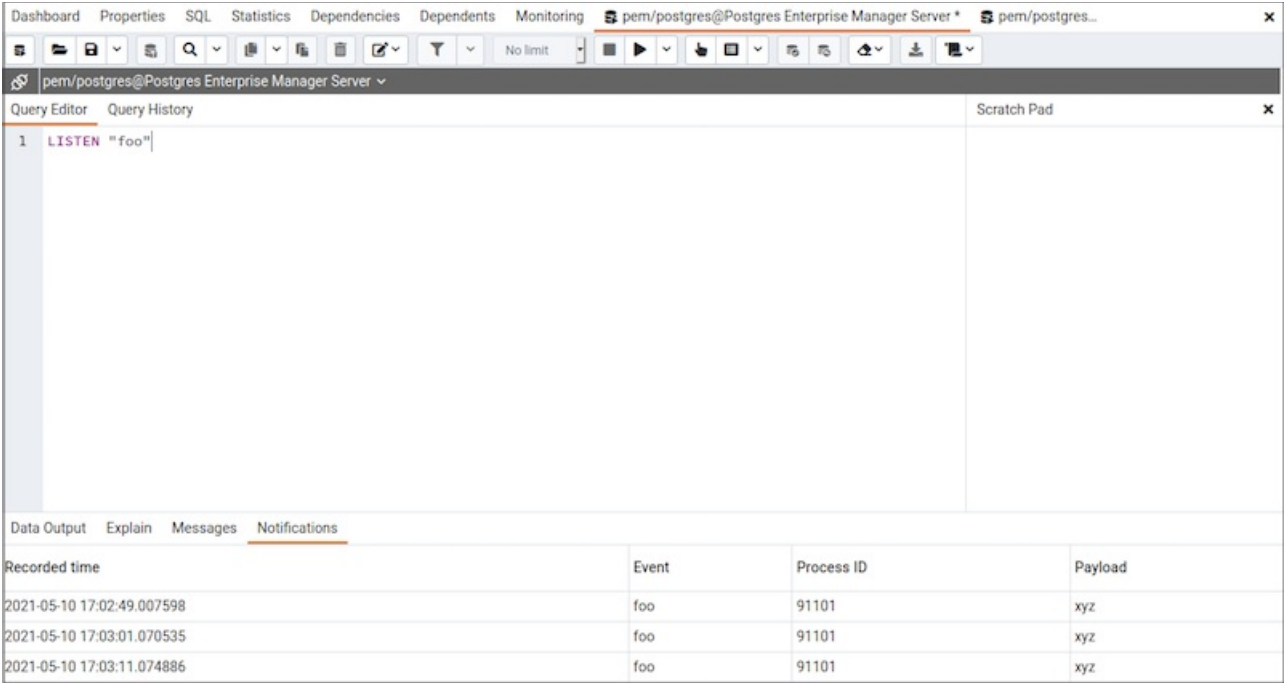 Dashboard Properties SQL Statistics Dependencies Dependents Monitoring pem/postgres@Postgres Enterprise Manager Server * pem/postgres...
No limit
pem/postgres@Postgres Enterprise Manager Server
Query Editor Query History Scratch Pad
1 LISTEN "foo"
Data Output Explain Messages Notifications
Recorded time Event Process ID Payload
2021-05-10 17:02:49.007598 foo 91101 xyz
2021-05-10 17:03:01.070535 foo 91101 xyz
2021-05-10 17:03:11.074886 foo 91101 xyz